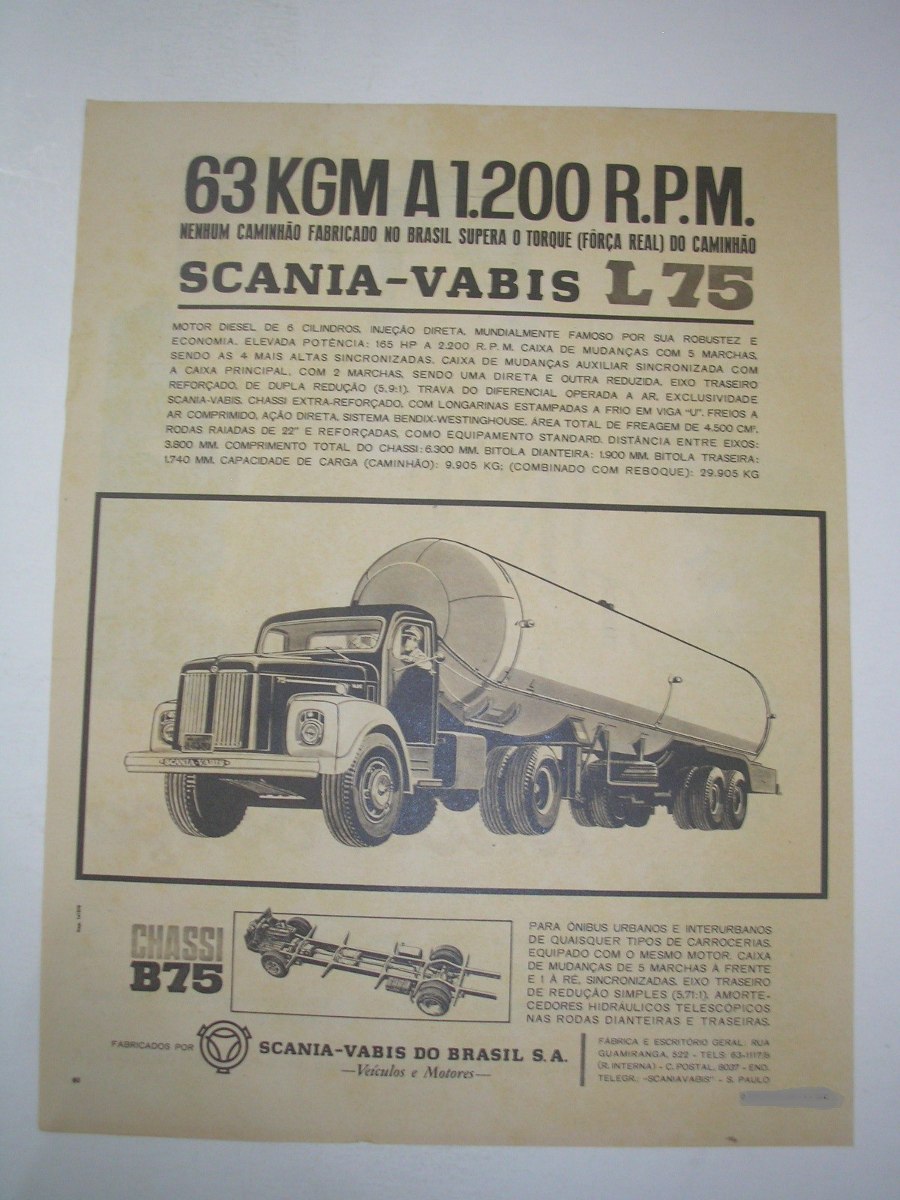 63 KGM A 1.200 R.P.M.
NENHUM CAMINHÃO FABRICADO NO BRASIL SUPERA O TORQUE (FÔRÇA REAL) DO CAMINHÃO
SCANIA-VABIS L75
MOTOR DIESEL DE 6 CILINDROS, INJEÇÃO DIRETA, MUNDIALMENTE FAMOSO POR SUA ROBUSTEZ E
ECONOMIA. ELEVADA POTÊNCIA: 165 HP A 2.200 R. P. M. CAIXA DE MUDANÇAS COM 5 MARCHAS,
SENDO AS 4 MAIS ALTAS SINCRONIZADAS. CAIXA DE MUDANÇAS AUXILIAR SINCRONIZADA COM
A CAIXA PRINCIPAL, COM 2 MARCHAS, SENDO UMA DIRETA E OUTRA REDUZIDA. EIXO TRASEIRO
REFORÇADO, DE DUPLA REDUÇÃO (5.9:1). TRAVA DO DIFERENCIAL OPERADA A AR, EXCLUSIVIDADE
SCANIA-VABIS. CHASSI EXTRA-REFORÇADO, COM LONGARINAS ESTAMPADAS A FRIO EM VIGA "U". FREIOS A
AR COMPRIMIDO, AÇÃO DIRETA, SISTEMA BENDIX-WESTINGHOUSE. ÁREA TOTAL DE FREAGEM DE 4.500 CM².
RODAS RAIADAS DE 22" E REFORÇADAS, COMO EQUIPAMENTO STANDARD. DISTÂNCIA ENTRE EIXOS:
3.800 MM. COMPRIMENTO TOTAL DO CHASSI: 6.300 MM. BITOLA DIANTEIRA: 1.900 MM. BITOLA TRASEIRA:
1.740 MM. CAPACIDADE DE CARGA (CAMINHÃO): 9.905 KG; (COMBINADO COM REBOQUE): 29.905 KG
75
SCANIA-VABIS
CHASSI
B75
PARA ÔNIBUS URBANOS E INTERURBANOS
DE QUAISQUER TIPOS DE CARROCERIAS.
EQUIPADO COM O MESMO MOTOR. CAIXA
DE MUDANÇAS DE 5 MARCHAS À FRENTE
E 1 À RÉ, SINCRONIZADAS. EIXO TRASEIRO
DE REDUÇÃO SIMPLES (5,71:1). AMORTE-
CEDORES HIDRÁULICOS TELESCÓPICOS
NAS RODAS DIANTEIRAS E TRASEIRAS.
FABRICADOS POR
SCANIA-VABIS DO BRASIL S.A.
—Veículos e Motores—
FÁBRICA E ESCRITÓRIO GERAL: RUA
GUAMIRANGA, 522 - TELS: 63-1117/8
(R. INTERNA) - C. POSTAL, 8037 - END.
TELEGR.: "SCANIAVABIS" - S. PAULO